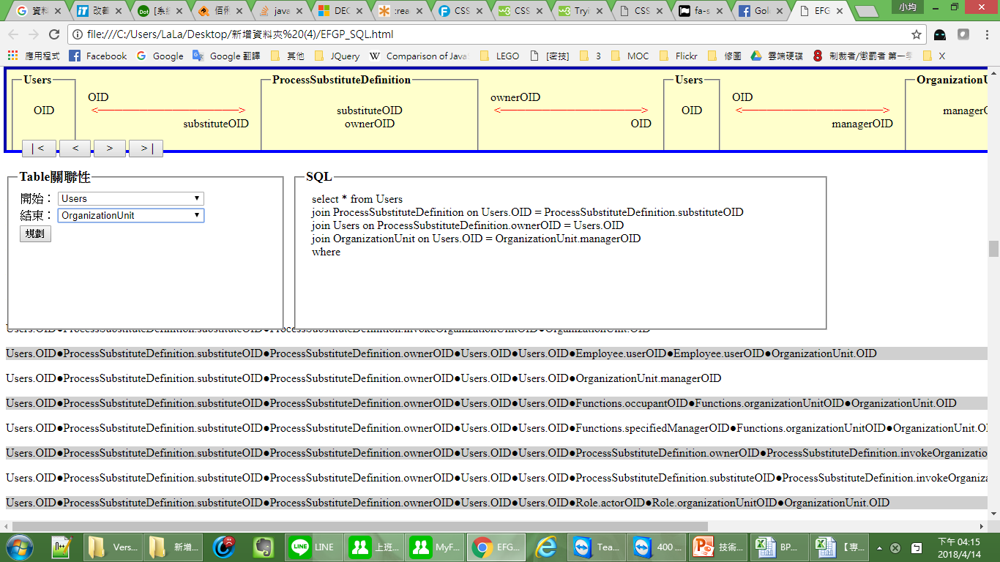 資料
改善
[系統
佰俐
java
DEC
:rea
CSS
CSS
Tryi
CSS
fa-s
Gol
EFG
小均
file:///C:/Users/LaLa/Desktop/新增資料夾%20(4)/EFGP_SQL.html
應用程式 Facebook Google Google 翻譯 其他 JQuery Comparison of Java LEGO [密技] 3 MOC Flickr 修圖 雲端硬碟 制裁者/懲罰者 第一季 X
Users ProcessSubstituteDefinition Users OrganizationU
OID ownerOID OID
OID <————————————> substituteOID <————————————> OID <————————————> managerO
substituteOID ownerOID OID managerOID
|< < > >|
Table關聯性 SQL
開始： Users
結束： OrganizationUnit
規劃
select * from Users
join ProcessSubstituteDefinition on Users.OID = ProcessSubstituteDefinition.substituteOID
join Users on ProcessSubstituteDefinition.ownerOID = Users.OID
join OrganizationUnit on Users.OID = OrganizationUnit.managerOID
where
Users.OID●ProcessSubstituteDefinition.substituteOID●ProcessSubstituteDefinition.invokeOrganizationUnitOID●OrganizationUnit.OID
Users.OID●ProcessSubstituteDefinition.substituteOID●ProcessSubstituteDefinition.ownerOID●Users.OID●Users.OID●Employee.userOID●Employee.userOID●OrganizationUnit.OID
Users.OID●ProcessSubstituteDefinition.substituteOID●ProcessSubstituteDefinition.ownerOID●Users.OID●Users.OID●OrganizationUnit.managerOID
Users.OID●ProcessSubstituteDefinition.substituteOID●ProcessSubstituteDefinition.ownerOID●Users.OID●Users.OID●Functions.occupantOID●Functions.organizationUnitOID●OrganizationUnit.OID
Users.OID●ProcessSubstituteDefinition.substituteOID●ProcessSubstituteDefinition.ownerOID●Users.OID●Users.OID●Functions.specifiedManagerOID●Functions.organizationUnitOID●OrganizationUnit.OI
Users.OID●ProcessSubstituteDefinition.substituteOID●ProcessSubstituteDefinition.ownerOID●Users.OID●Users.OID●ProcessSubstituteDefinition.ownerOID●ProcessSubstituteDefinition.invokeOrganizatio
Users.OID●ProcessSubstituteDefinition.substituteOID●ProcessSubstituteDefinition.ownerOID●Users.OID●Users.OID●ProcessSubstituteDefinition.substituteOID●ProcessSubstituteDefinition.invokeOrganiza
Users.OID●ProcessSubstituteDefinition.substituteOID●ProcessSubstituteDefinition.ownerOID●Users.OID●Users.OID●Role.actorOID●Role.organizationUnitOID●OrganizationUnit.OID
Vers... 新增... LINE 上班... MyF... EFG... Tea... 400 ... 技術... BP... 【專... 下午 04:15
2018/4/14